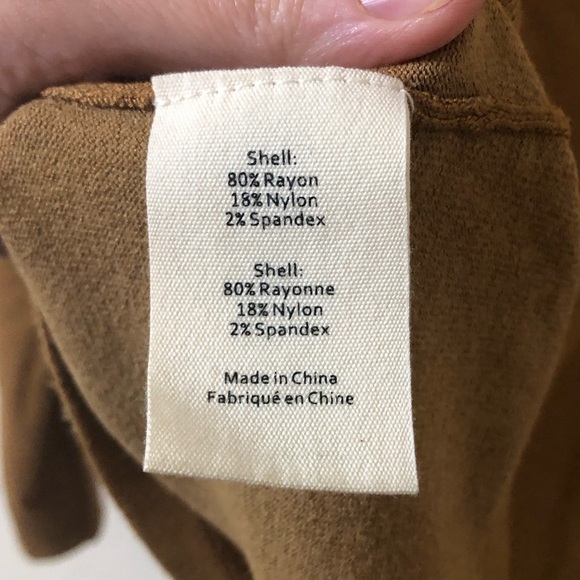 Shell:
80% Rayon
18% Nylon
2% Spandex
Shell:
80% Rayonne
18% Nylon
2% Spandex
Made in China
Fabriqué en Chine